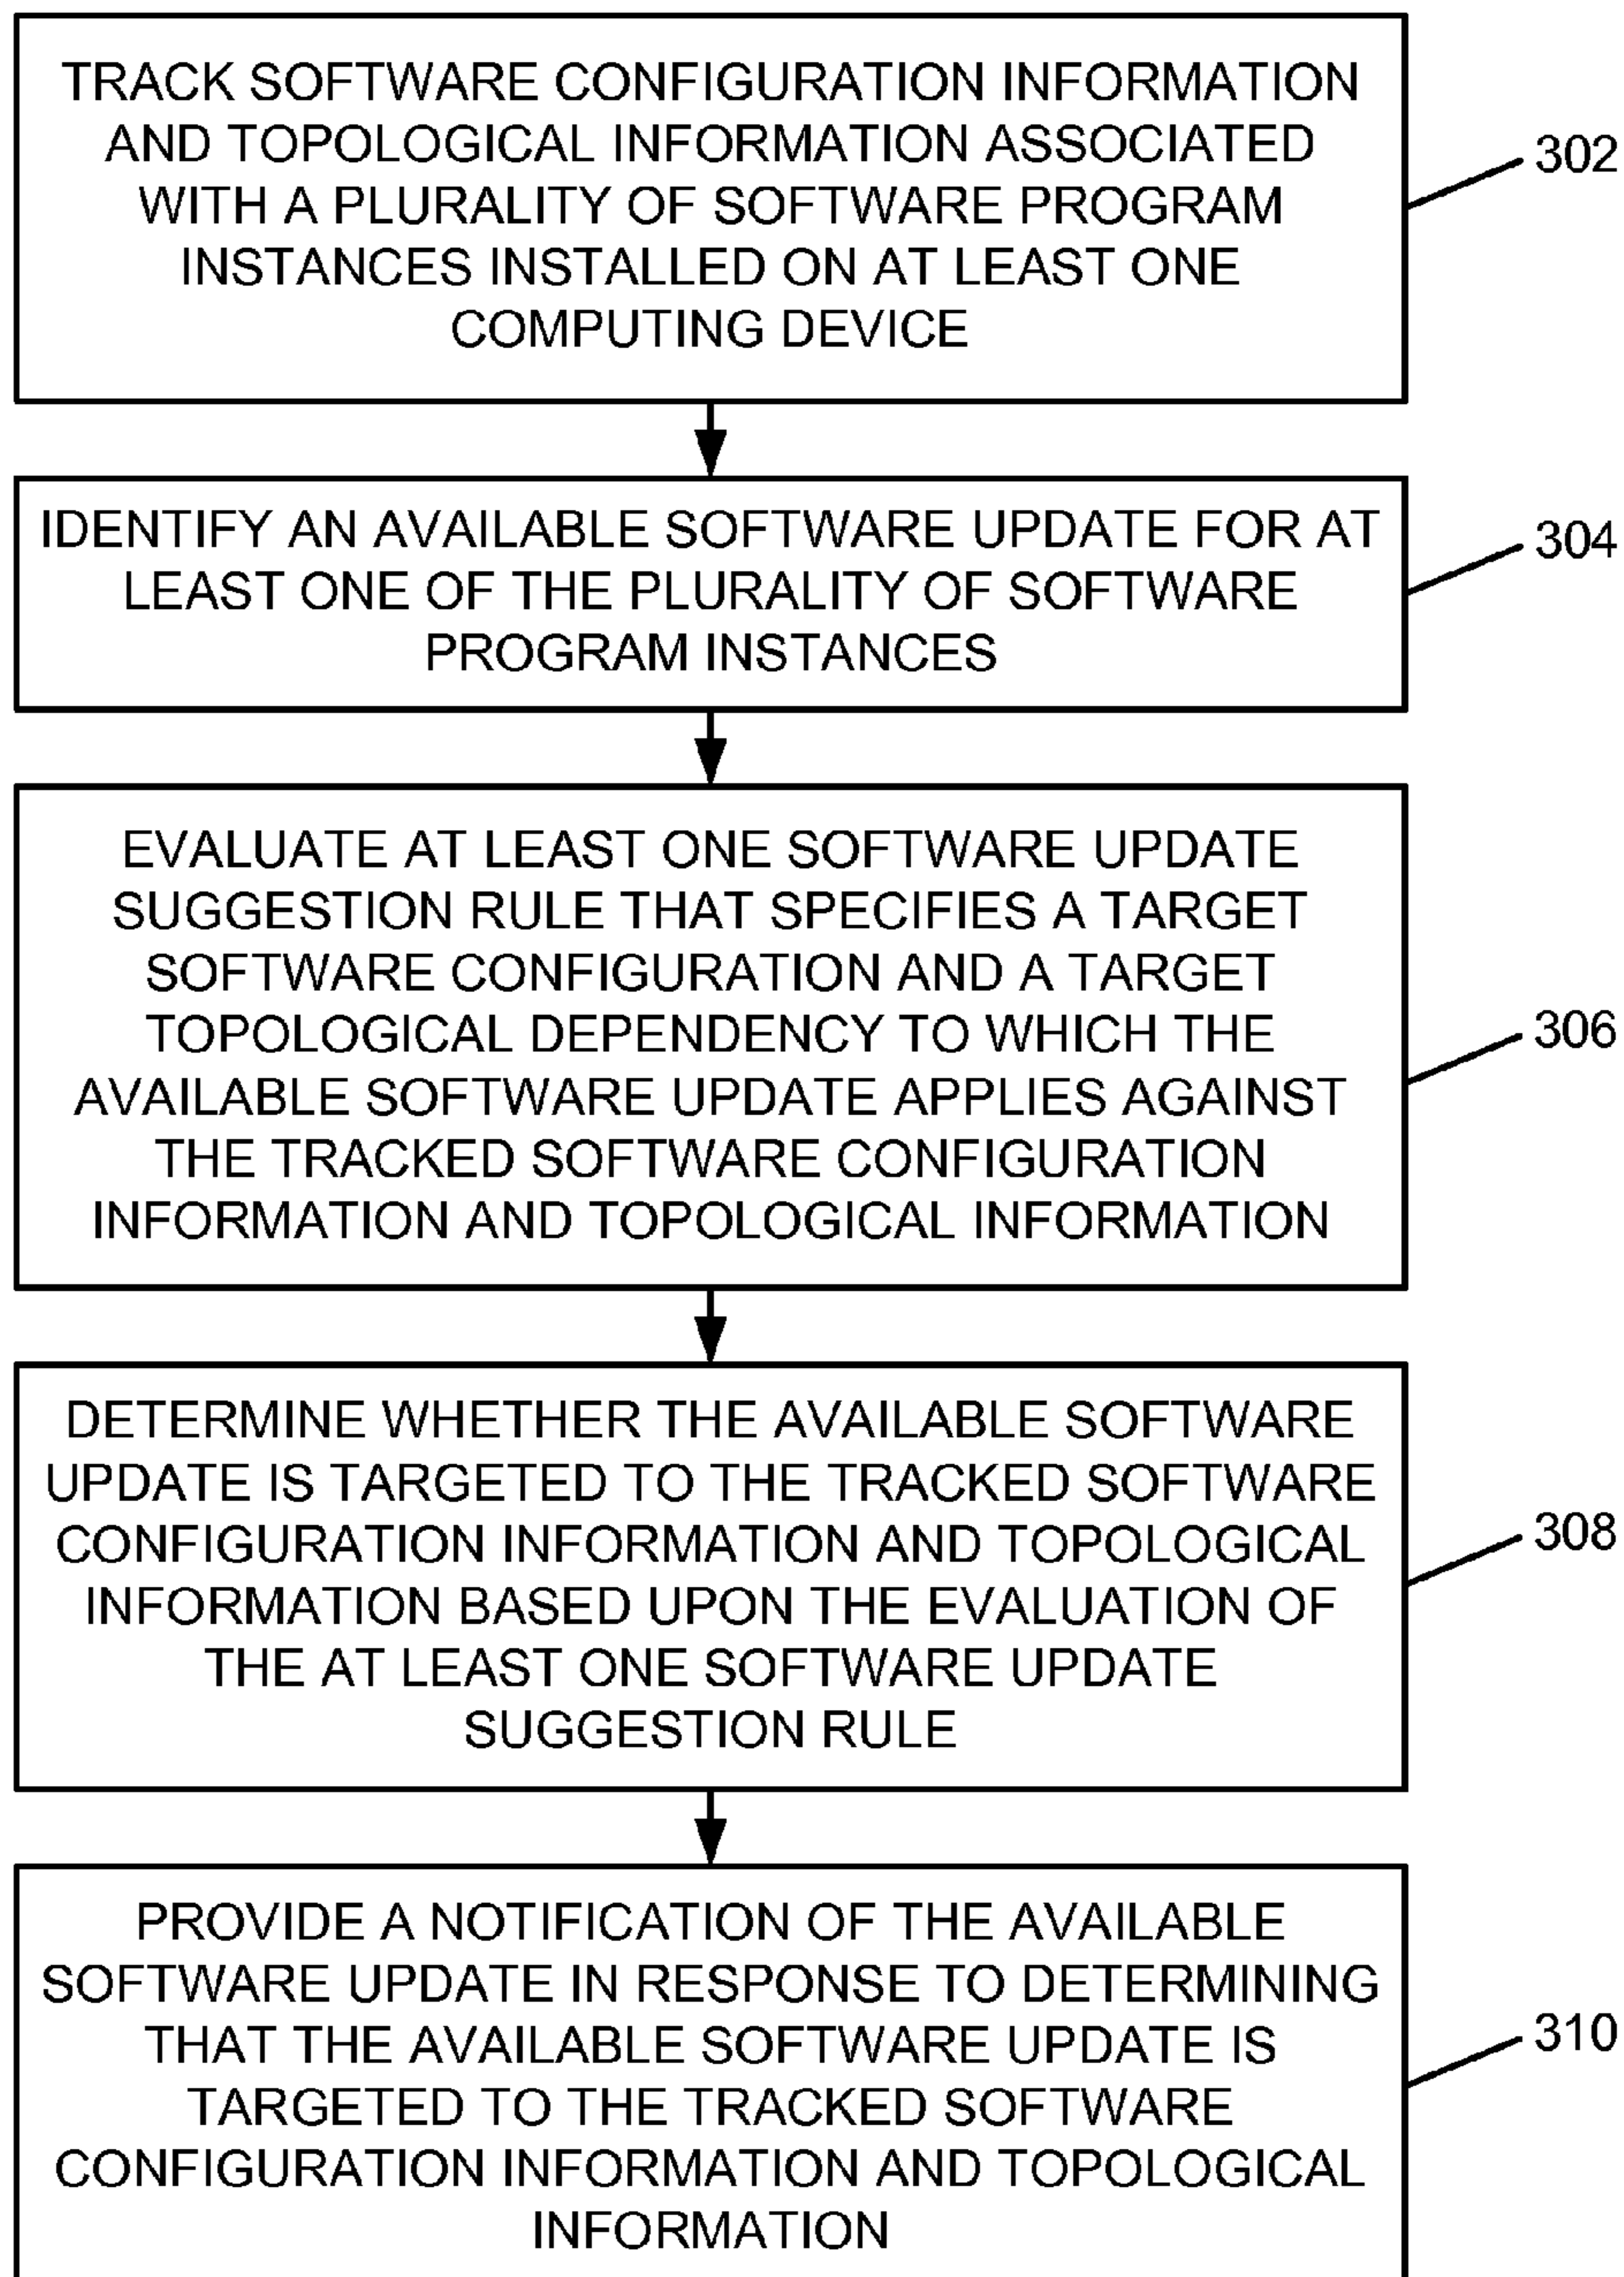 TRACK SOFTWARE CONFIGURATION INFORMATION
AND TOPOLOGICAL INFORMATION ASSOCIATED
WITH A PLURALITY OF SOFTWARE PROGRAM
INSTANCES INSTALLED ON AT LEAST ONE
COMPUTING DEVICE
302
IDENTIFY AN AVAILABLE SOFTWARE UPDATE FOR AT
LEAST ONE OF THE PLURALITY OF SOFTWARE
PROGRAM INSTANCES
304
EVALUATE AT LEAST ONE SOFTWARE UPDATE
SUGGESTION RULE THAT SPECIFIES A TARGET
SOFTWARE CONFIGURATION AND A TARGET
TOPOLOGICAL DEPENDENCY TO WHICH THE
AVAILABLE SOFTWARE UPDATE APPLIES AGAINST
THE TRACKED SOFTWARE CONFIGURATION
INFORMATION AND TOPOLOGICAL INFORMATION
306
DETERMINE WHETHER THE AVAILABLE SOFTWARE
UPDATE IS TARGETED TO THE TRACKED SOFTWARE
CONFIGURATION INFORMATION AND TOPOLOGICAL
INFORMATION BASED UPON THE EVALUATION OF
THE AT LEAST ONE SOFTWARE UPDATE
SUGGESTION RULE
308
PROVIDE A NOTIFICATION OF THE AVAILABLE
SOFTWARE UPDATE IN RESPONSE TO DETERMINING
THAT THE AVAILABLE SOFTWARE UPDATE IS
TARGETED TO THE TRACKED SOFTWARE
CONFIGURATION INFORMATION AND TOPOLOGICAL
INFORMATION
310